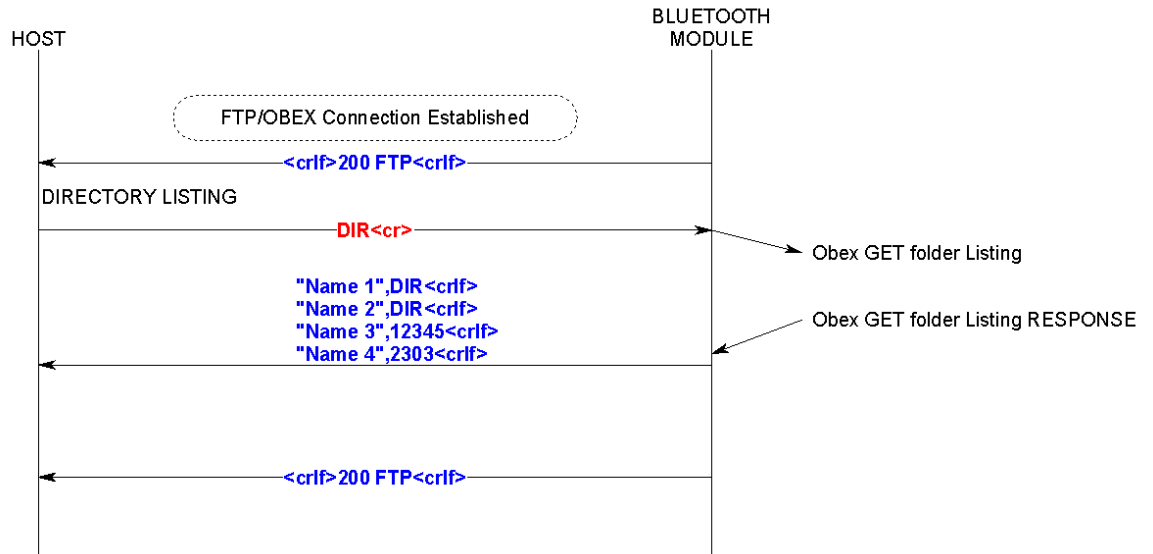 BLUETOOTH
HOST
MODULE
FTP/OBEX Connection Established
<crlf>200 FTP<crlf>
DIRECTORY LISTING
DIR<cr>
Obex GET folder Listing
"Name 1",DIR<crlf>
"Name 2",DIR<crlf>
"Name 3",12345<crlf>
"Name 4",2303<crlf>
Obex GET folder Listing RESPONSE
<crlf>200 FTP<crlf>